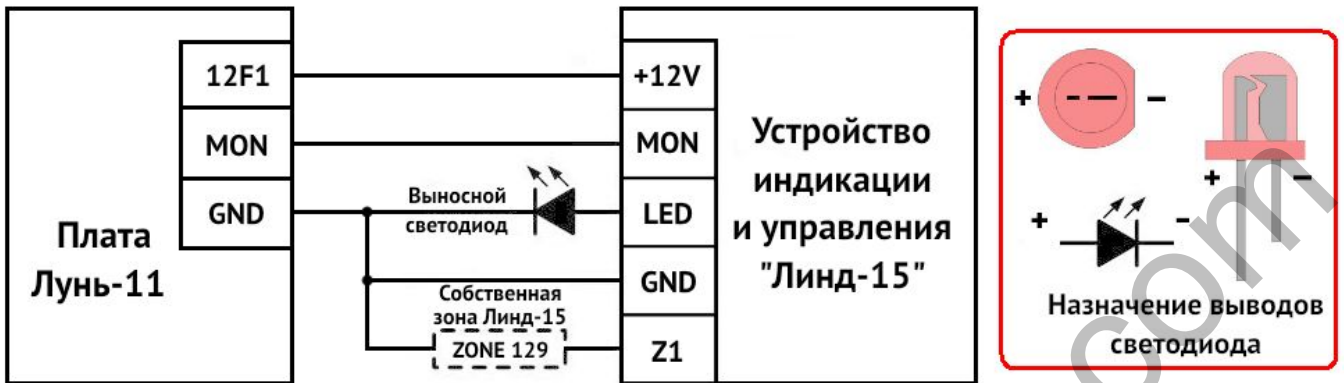 Плата
Лунь-11
12F1
MON
GND
Выносной
светодиод
Собственная
зона Линд-15
ZONE 129
+12V
MON
LED
GND
Z1
Устройство
индикации
и управления
"Линд-15"
+ -
+ -
+ -
Назначение выводов
светодиода
com